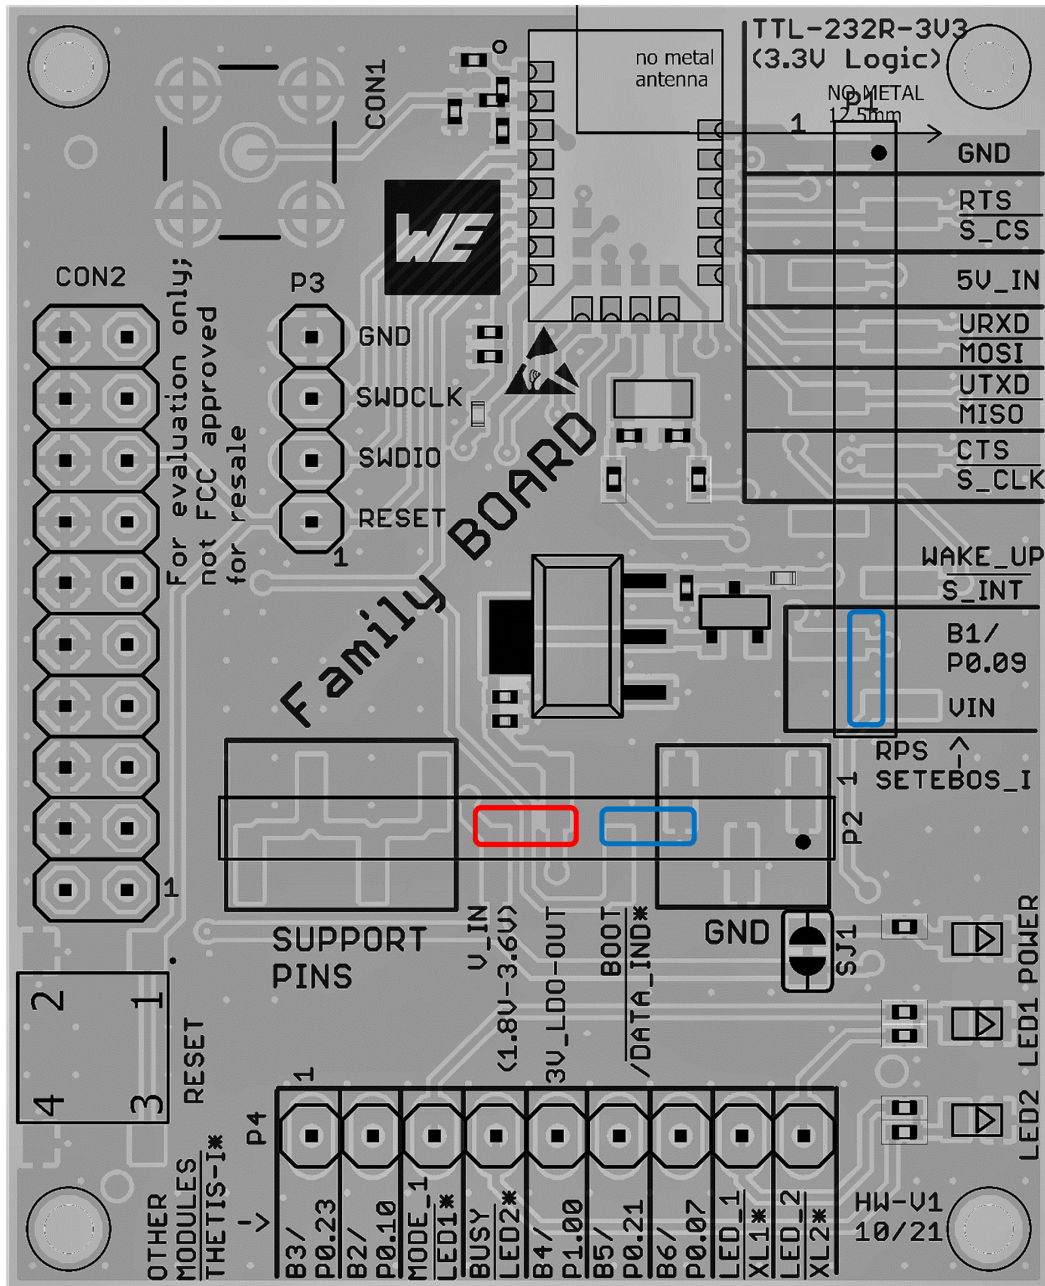 TTL-232R-3V3
(3.3V Logic)
no metal
antenna
NO METAL
12.5mm
P1
1
CON1
GND
RTS
S_CS
5V_IN
URXD
MOSI
UTXD
MISO
CTS
S_CLK
WAKE_UP
S_INT
B1/
P0.09
VIN
RPS ->
SETEBOS_I
WE
CON2
For evaluation only;
not FCC approved
for resale
P3
GND
SWDCLK
SWDIO
RESET
1
Family BOARD
1
P2
1
SUPPORT
PINS
V_IN
(1.8V-3.6V)
3V_LDO-OUT
BOOT
/DATA_IND*
GND
SJ1
POWER
LED1
LED2
2
1
4
3
RESET
P4
1
OTHER
MODULES
THETIS-I*
->
B3/
P0.23
B2/
P0.10
MODE_1
LED1*
BUSY
LED2*
B4/
P1.00
B5/
P0.21
B6/
P0.07
LED_1
XL1*
LED_2
XL2*
HW-V1
10/21